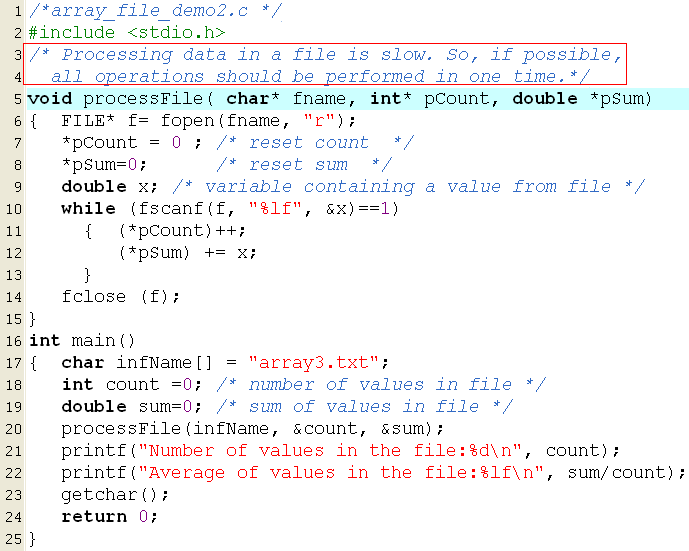 1 /*array_file_demo2.c */
2 #include <stdio.h>
3 /* Processing data in a file is slow. So, if possible,
4 all operations should be performed in one time.*/
5 void processFile( char* fname, int* pCount, double *pSum)
6 { FILE* f= fopen(fname, "r");
7 *pCount = 0 ; /* reset count */
8 *pSum=0; /* reset sum */
9 double x; /* variable containing a value from file */
10 while (fscanf(f, "%lf", &x)==1)
11 { (*pCount)++;
12 (*pSum) += x;
13 }
14 fclose (f);
15 }
16 int main()
17 { char infName[] = "array3.txt";
18 int count =0; /* number of values in file */
19 double sum=0; /* sum of values in file */
20 processFile(infName, &count, &sum);
21 printf("Number of values in the file:%d\n", count);
22 printf("Average of values in the file:%lf\n", sum/count);
23 getchar();
24 return 0;
25 }